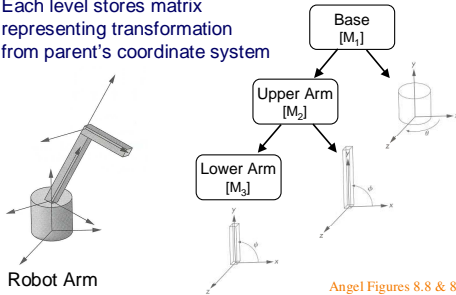 Each level stores matrix
representing transformation
from parent's coordinate system
Base
[M₁]
Upper Arm
[M₂]
Lower Arm
[M₃]
y
z
θ
y
ϕ
x
z
y
ϕ
x
z
Robot Arm
Angel Figures 8.8 & 8